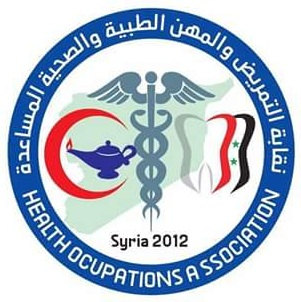 نقابة التمريض والمهن الطبية والصحية المساعدة
Syria 2012
HEALTH OCUPATIONS A SSOCIATION